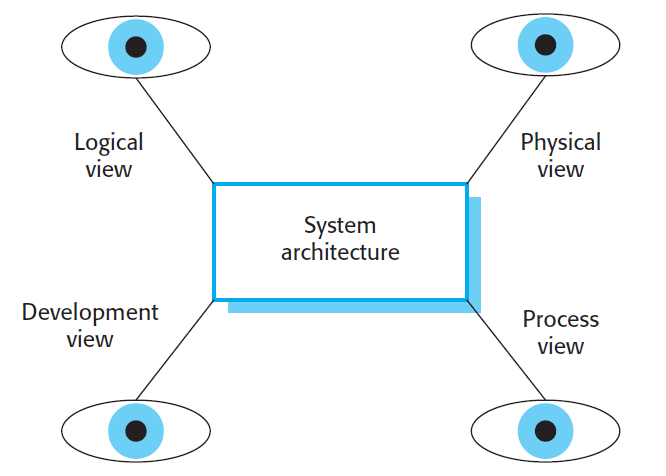 Logical
view
Physical
view
System
architecture
Development
view
Process
view